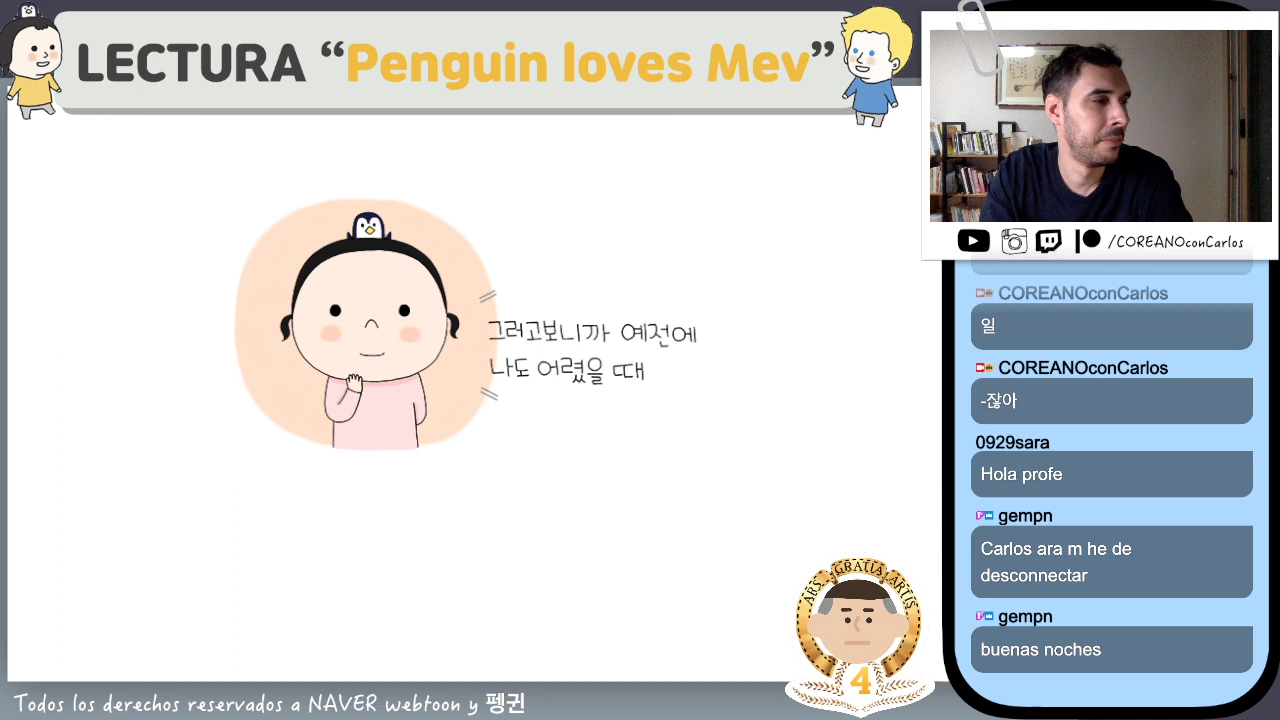 LECTURA “Penguin loves Mev”
그러고보니까 예전에
나도 어렸을 때
ARS GRATIA ARTIS
4
Todos los derechos reservados a NAVER webtoon y 펭귄
/COREANOconCarlos
COREANOconCarlos
일
COREANOconCarlos
-잖아
0929sara
Hola profe
gempn
Carlos ara m he de
desconnectar
gempn
buenas noches